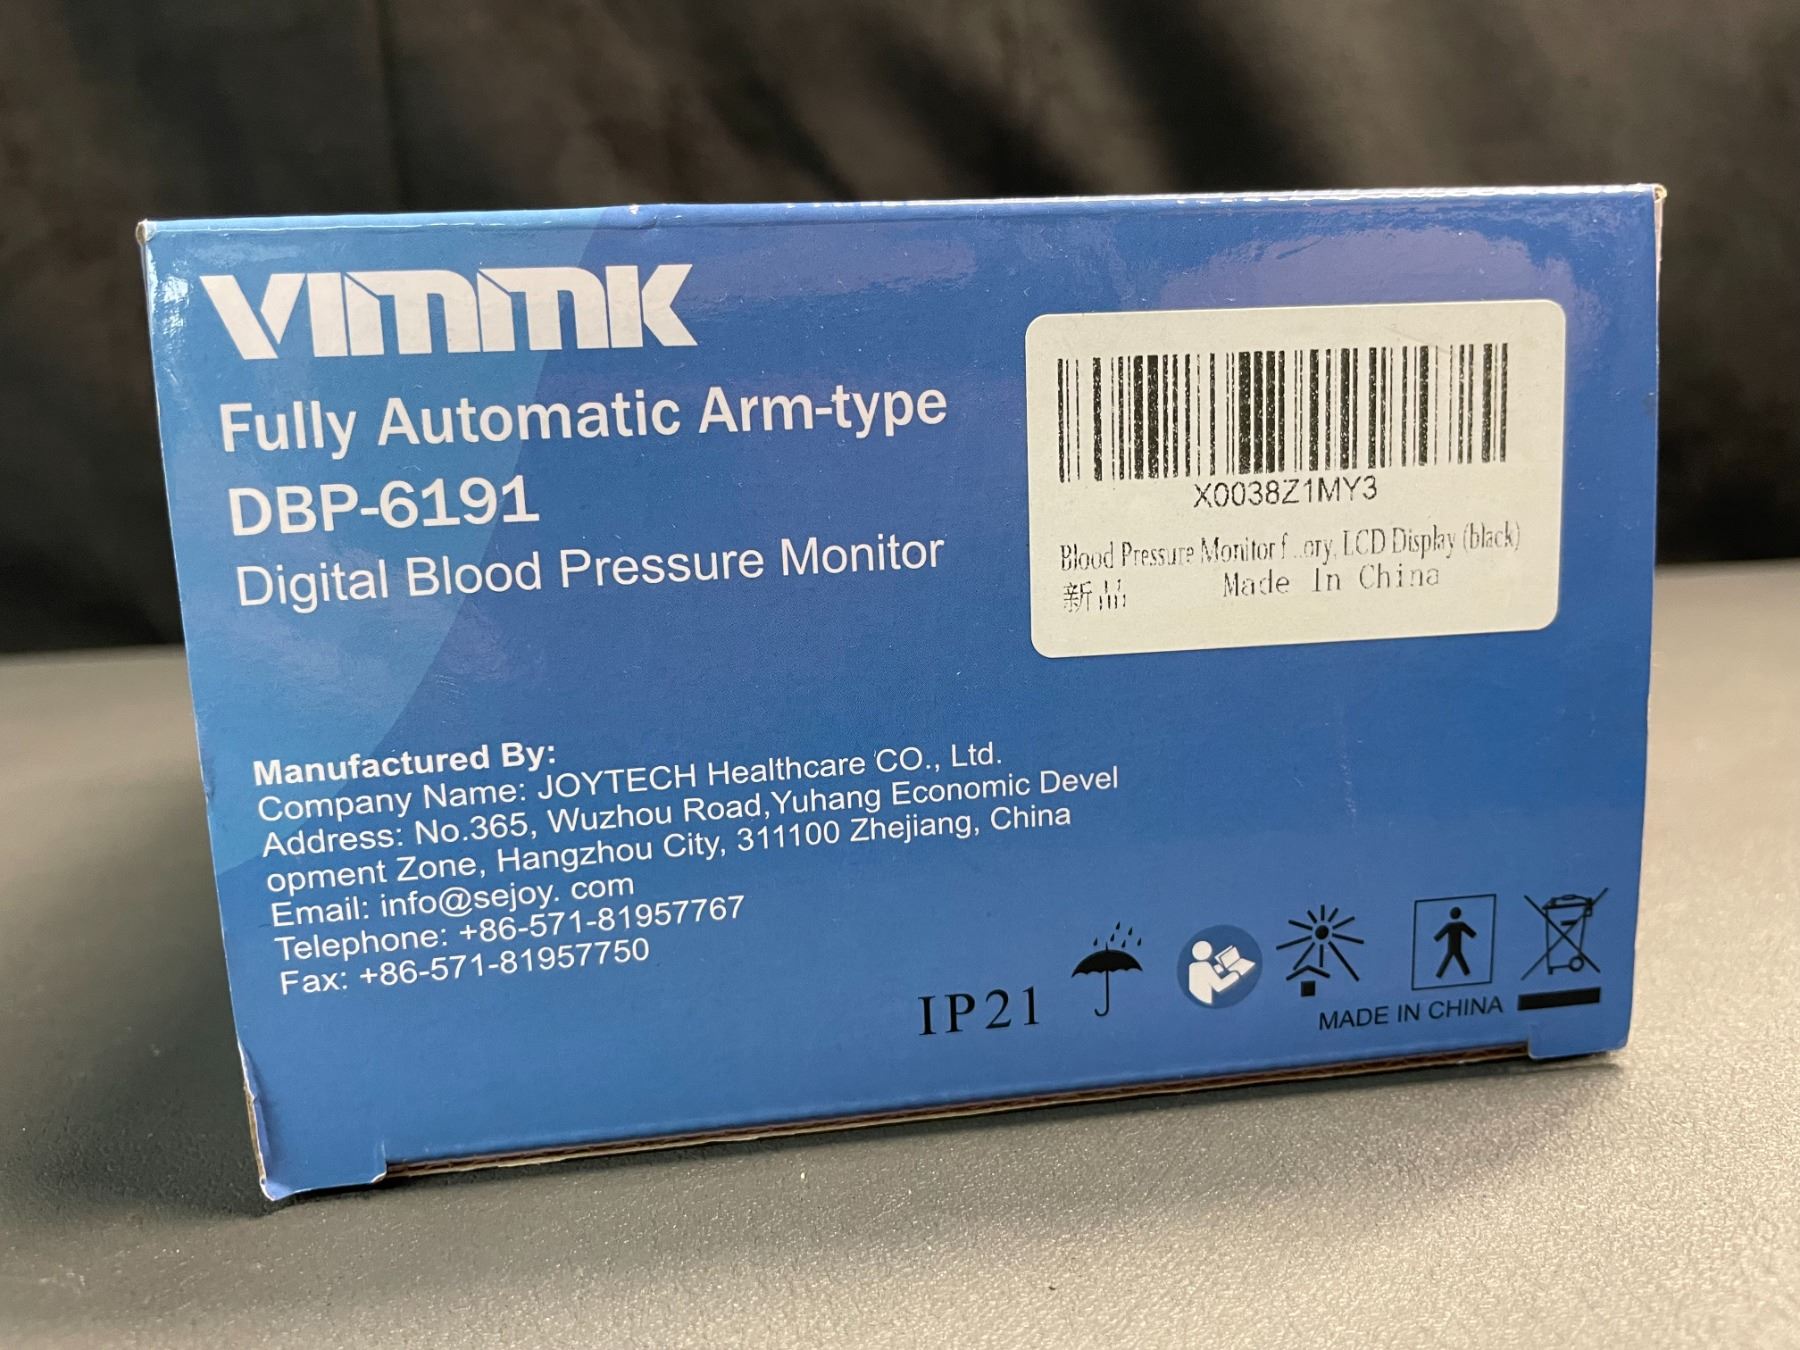 VIMMK
Fully Automatic Arm-type
DBP-6191
Digital Blood Pressure Monitor
X0038Z1MY3
Blood Pressure Monitor f...ory, LCD Display (black)
新品 Made In China
Manufactured By:
Company Name: JOYTECH Healthcare CO., Ltd.
Address: No.365, Wuzhou Road,Yuhang Economic Devel
opment Zone, Hangzhou City, 311100 Zhejiang, China
Email: info@sejoy. com
Telephone: +86-571-81957767
Fax: +86-571-81957750
IP21
MADE IN CHINA